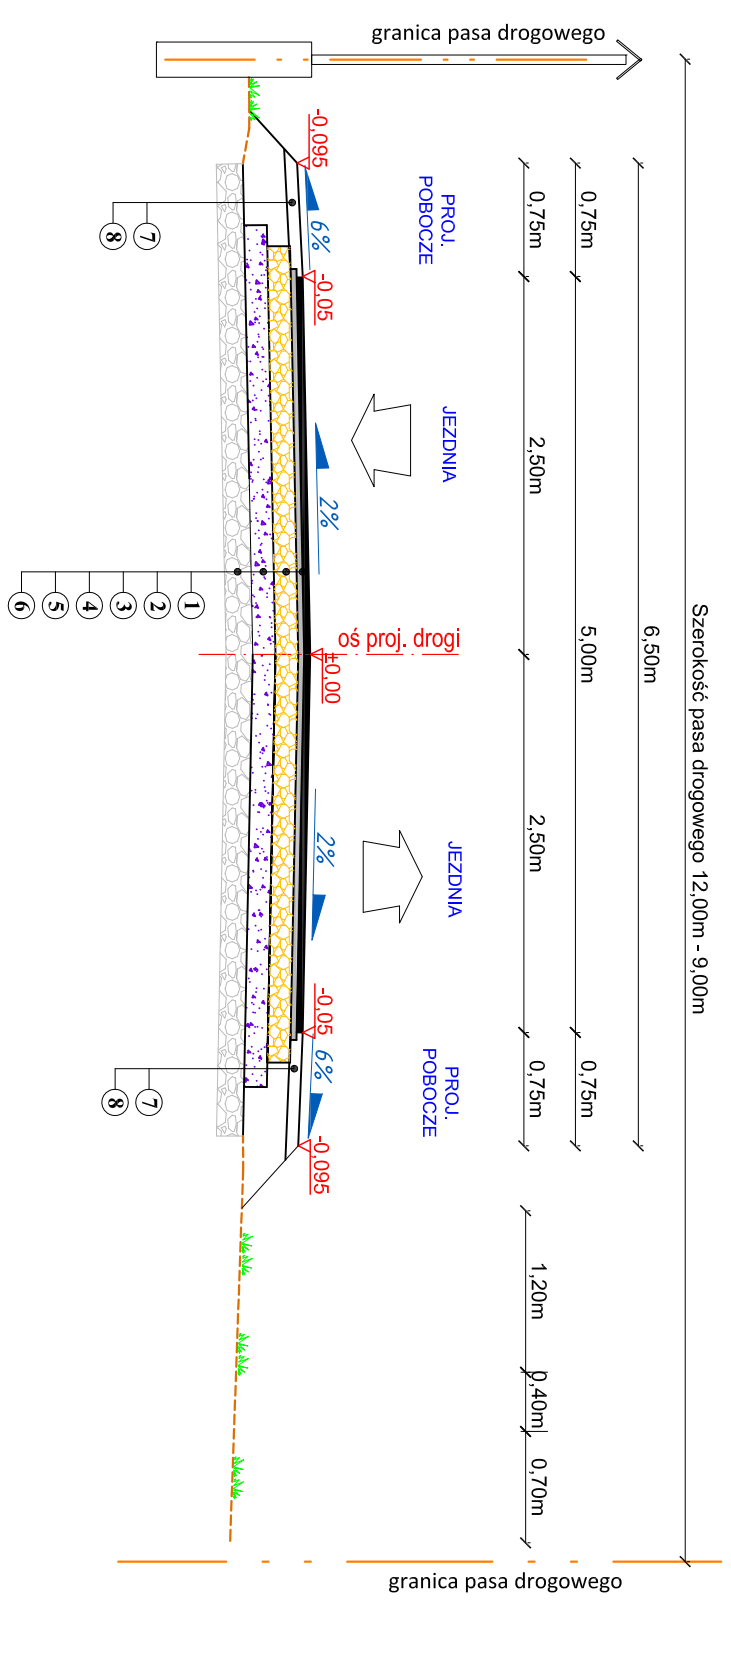 granica pasa drogowego
Szerokość pasa drogowego 12,00m - 9,00m
6,50m
0,75m
5,00m
0,75m
0,75m
2,50m
2,50m
0,75m
1,20m
0,40m
0,70m
PROJ.
POBOCZE
JEZDNIA
JEZDNIA
PROJ.
POBOCZE
-0,095
6%
-0,05
2%
oś proj. drogi
±0,00
2%
-0,05
6%
-0,095
7
8
1
2
3
4
5
6
7
8
granica pasa drogowego